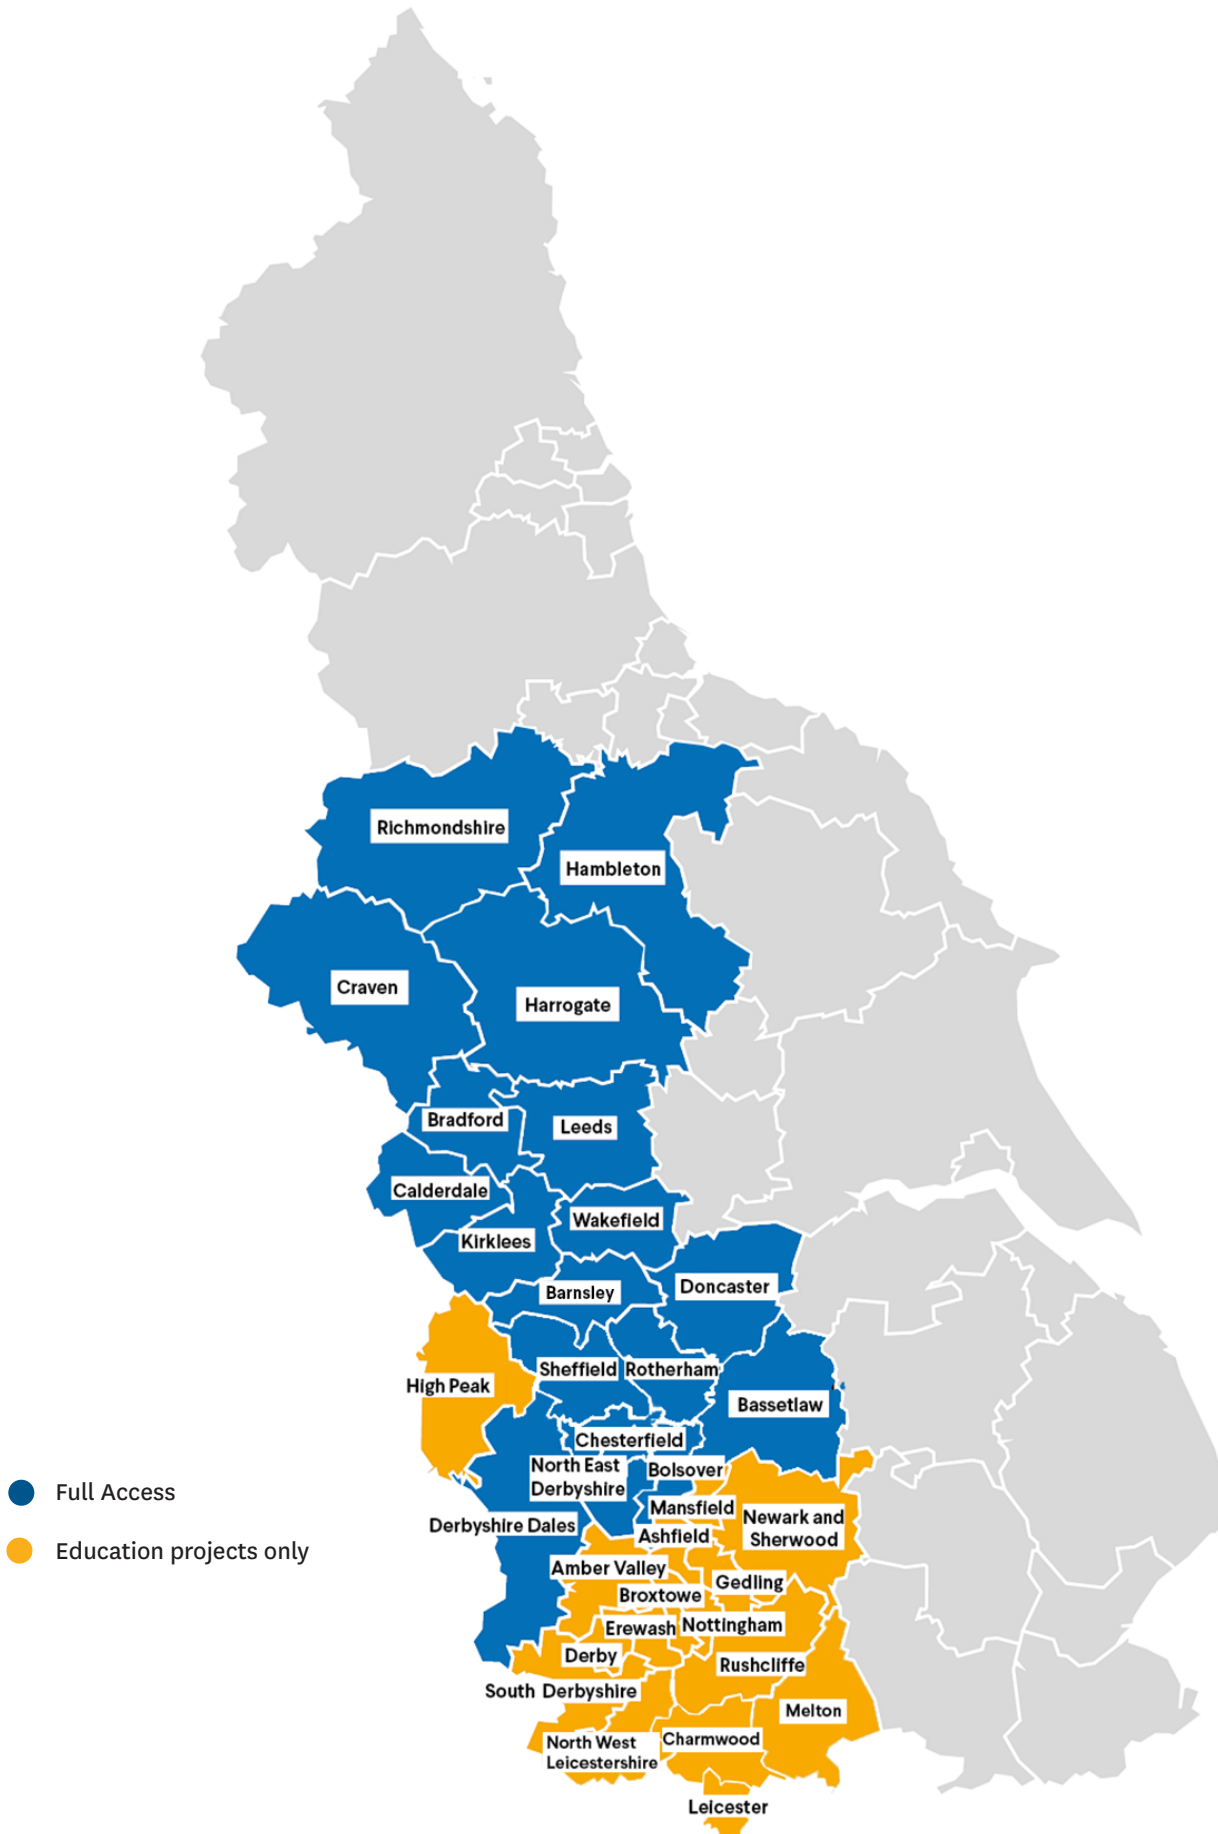 Richmondshire
Hambleton
Craven
Harrogate
Bradford
Leeds
Calderdale
Wakefield
Kirklees
Barnsley
Doncaster
Sheffield
Rotherham
High Peak
Bassetlaw
Chesterfield
North East
Derbyshire
Bolsover
Full Access
Mansfield
Newark and
Sherwood
Derbyshire Dales
Ashfield
Education projects only
Amber Valley
Gedling
Broxtowe
Erewash
Nottingham
Derby
Rushcliffe
South Derbyshire
Melton
North West
Leicestershire
Charmwood
Leicester